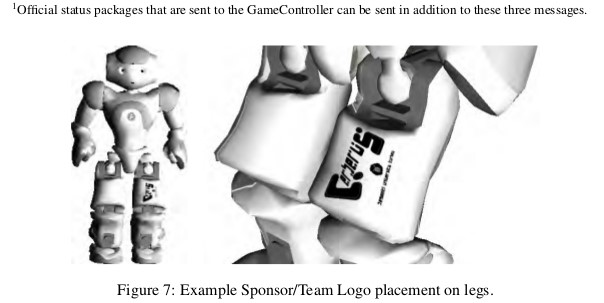 ¹Official status packages that are sent to the GameController can be sent in addition to these three messages.
Cerberus
Figure 7: Example Sponsor/Team Logo placement on legs.